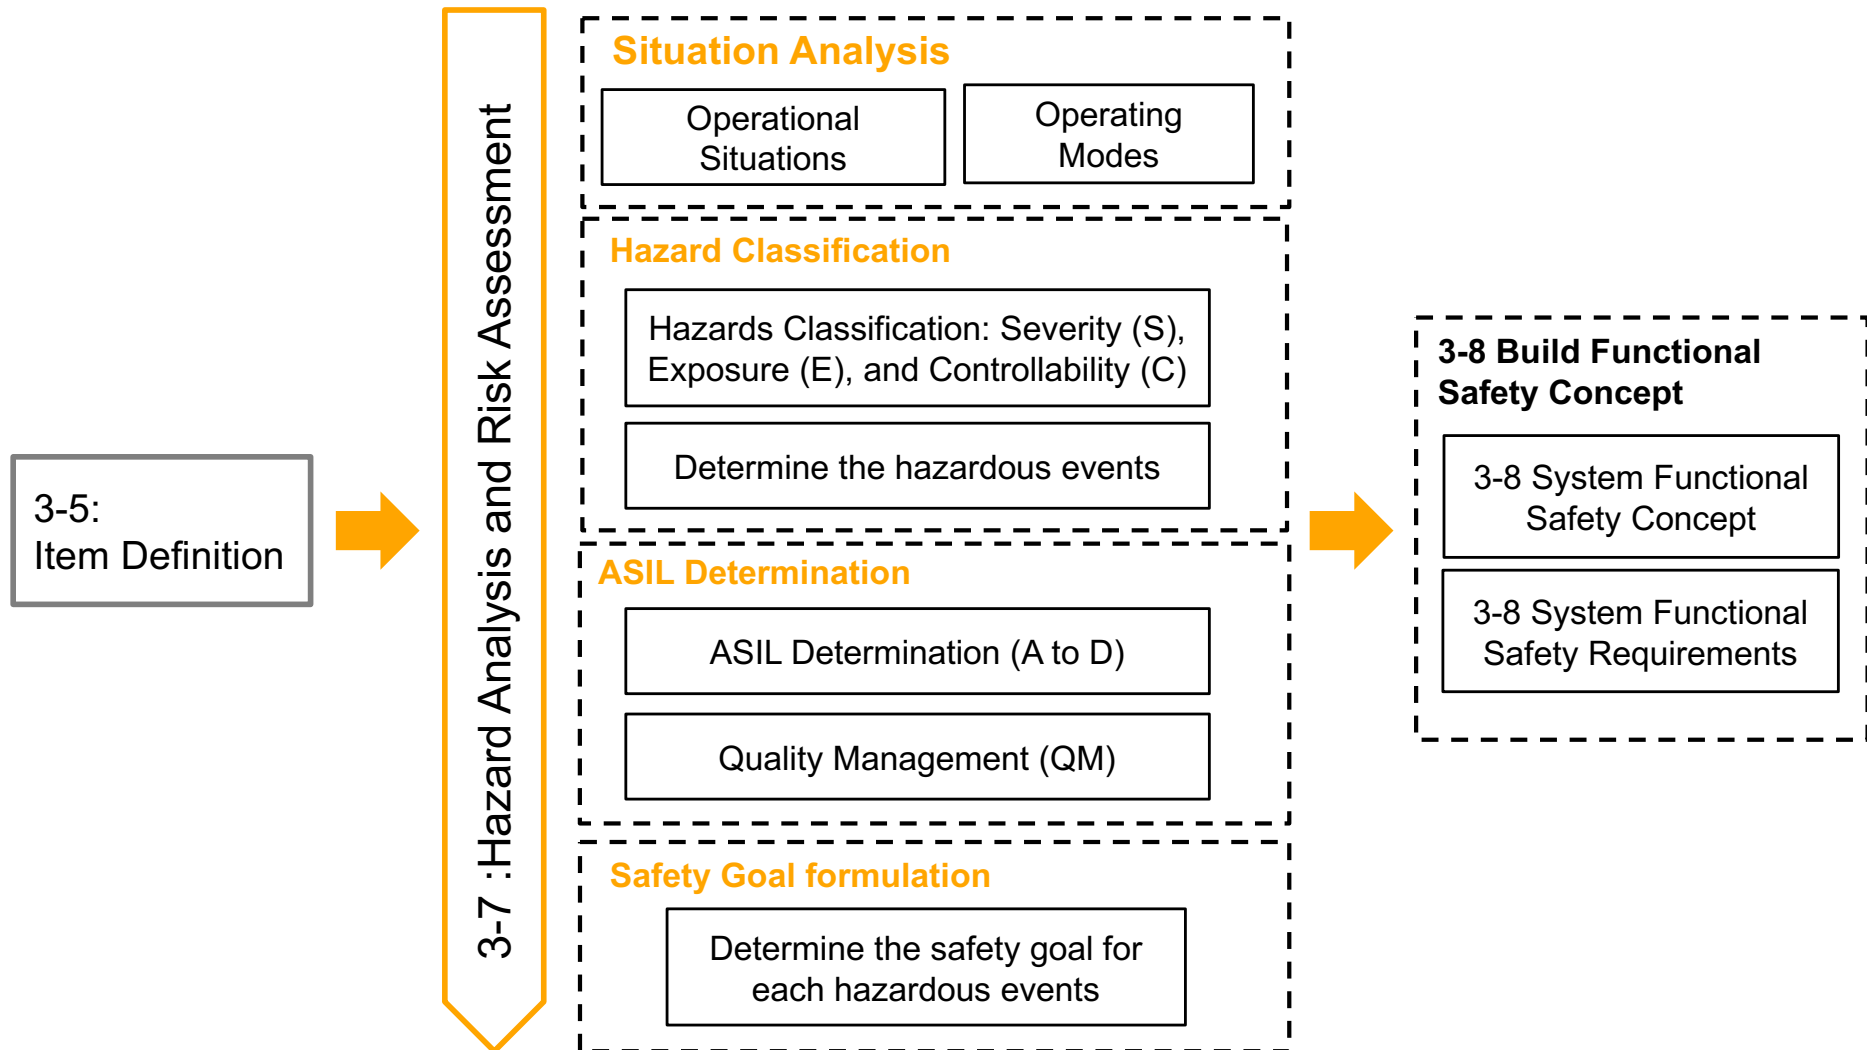 3-5:
Item Definition
3-7 :Hazard Analysis and Risk Assessment
Situation Analysis
Operational
Situations
Operating
Modes
Hazard Classification
Hazards Classification: Severity (S),
Exposure (E), and Controllability (C)
Determine the hazardous events
ASIL Determination
ASIL Determination (A to D)
Quality Management (QM)
Safety Goal formulation
Determine the safety goal for
each hazardous events
3-8 Build Functional
Safety Concept
3-8 System Functional
Safety Concept
3-8 System Functional
Safety Requirements